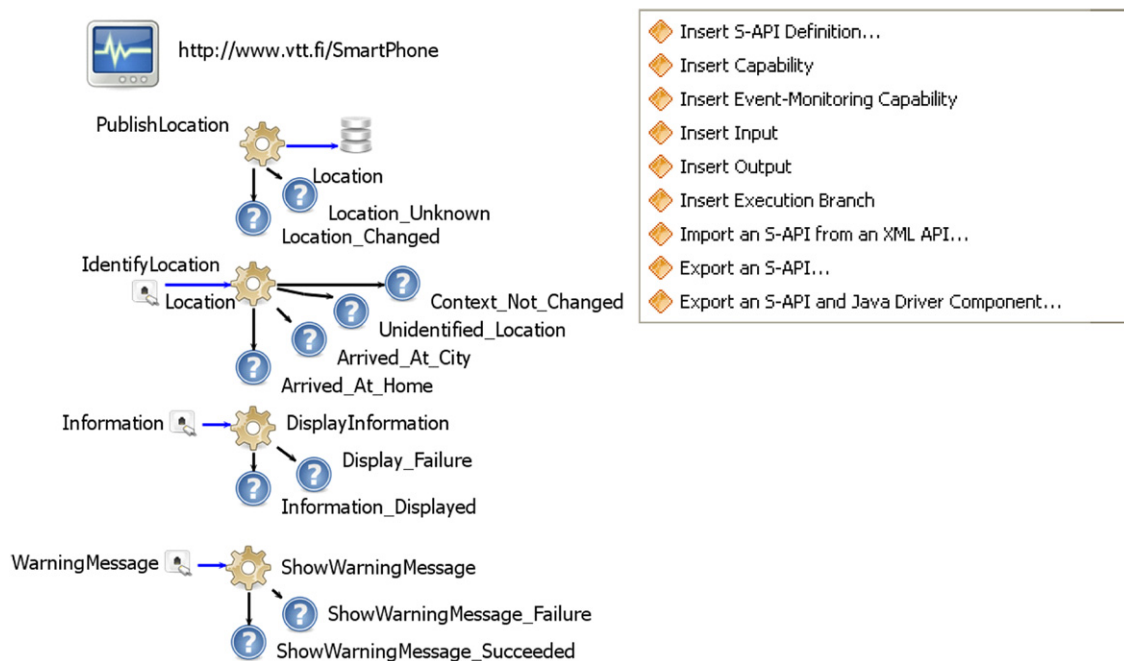 http://www.vtt.fi/SmartPhone
PublishLocation
Location
Location_Unknown
Location_Changed
IdentifyLocation
Location
Context_Not_Changed
Unidentified_Location
Arrived_At_City
Arrived_At_Home
Information
DisplayInformation
Display_Failure
Information_Displayed
WarningMessage
ShowWarningMessage
ShowWarningMessage_Failure
ShowWarningMessage_Succeeded
Insert S-API Definition...
Insert Capability
Insert Event-Monitoring Capability
Insert Input
Insert Output
Insert Execution Branch
Import an S-API from an XML API...
Export an S-API...
Export an S-API and Java Driver Component...